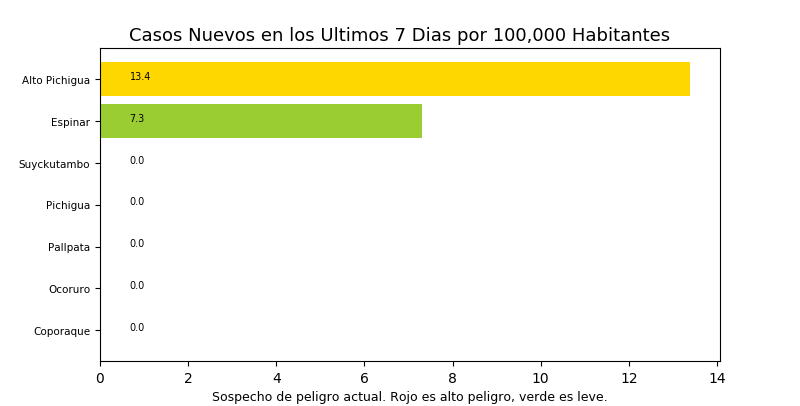 Casos Nuevos en los Ultimos 7 Dias por 100,000 Habitantes
Alto Pichigua 13.4
Espinar 7.3
Suyckutambo 0.0
Pichigua 0.0
Pallpata 0.0
Ocoruro 0.0
Coporaque 0.0
0 2 4 6 8 10 12 14
Sospecho de peligro actual. Rojo es alto peligro, verde es leve.